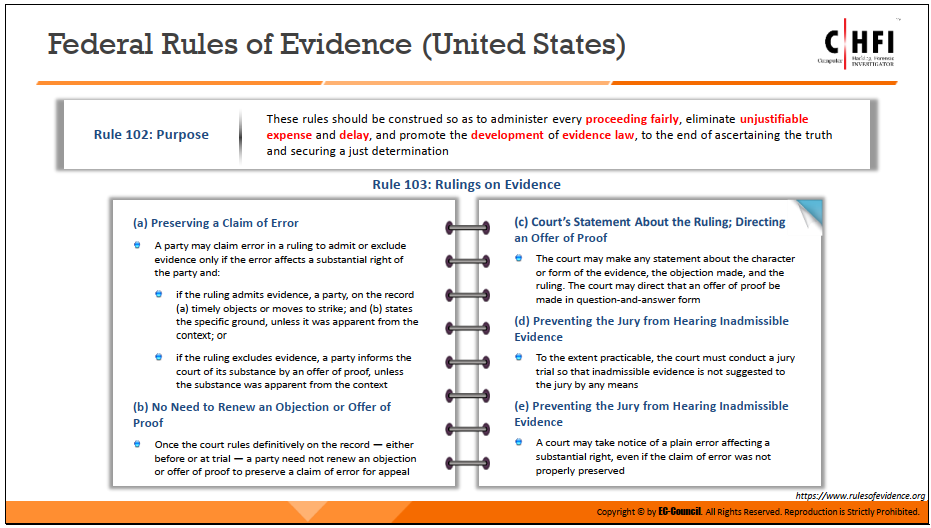 Federal Rules of Evidence (United States)
CHFI
Computer
Hacking Forensic
INVESTIGATOR
Rule 102: Purpose
These rules should be construed so as to administer every proceeding fairly, eliminate unjustifiable
expense and delay, and promote the development of evidence law, to the end of ascertaining the truth
and securing a just determination
Rule 103: Rulings on Evidence
(a) Preserving a Claim of Error
A party may claim error in a ruling to admit or exclude
evidence only if the error affects a substantial right of
the party and:
if the ruling admits evidence, a party, on the record
(a) timely objects or moves to strike; and (b) states
the specific ground, unless it was apparent from the
context; or
if the ruling excludes evidence, a party informs the
court of its substance by an offer of proof, unless
the substance was apparent from the context
(b) No Need to Renew an Objection or Offer of
Proof
Once the court rules definitively on the record — either
before or at trial — a party need not renew an objection
or offer of proof to preserve a claim of error for appeal
(c) Court's Statement About the Ruling; Directing
an Offer of Proof
The court may make any statement about the character
or form of the evidence, the objection made, and the
ruling. The court may direct that an offer of proof be
made in question-and-answer form
(d) Preventing the Jury from Hearing Inadmissible
Evidence
To the extent practicable, the court must conduct a jury
trial so that inadmissible evidence is not suggested to
the jury by any means
(e) Preventing the Jury from Hearing Inadmissible
Evidence
A court may take notice of a plain error affecting a
substantial right, even if the claim of error was not
properly preserved
https://www.rulesofevidence.org
Copyright © by EC-Council. All Rights Reserved. Reproduction is Strictly Prohibited.